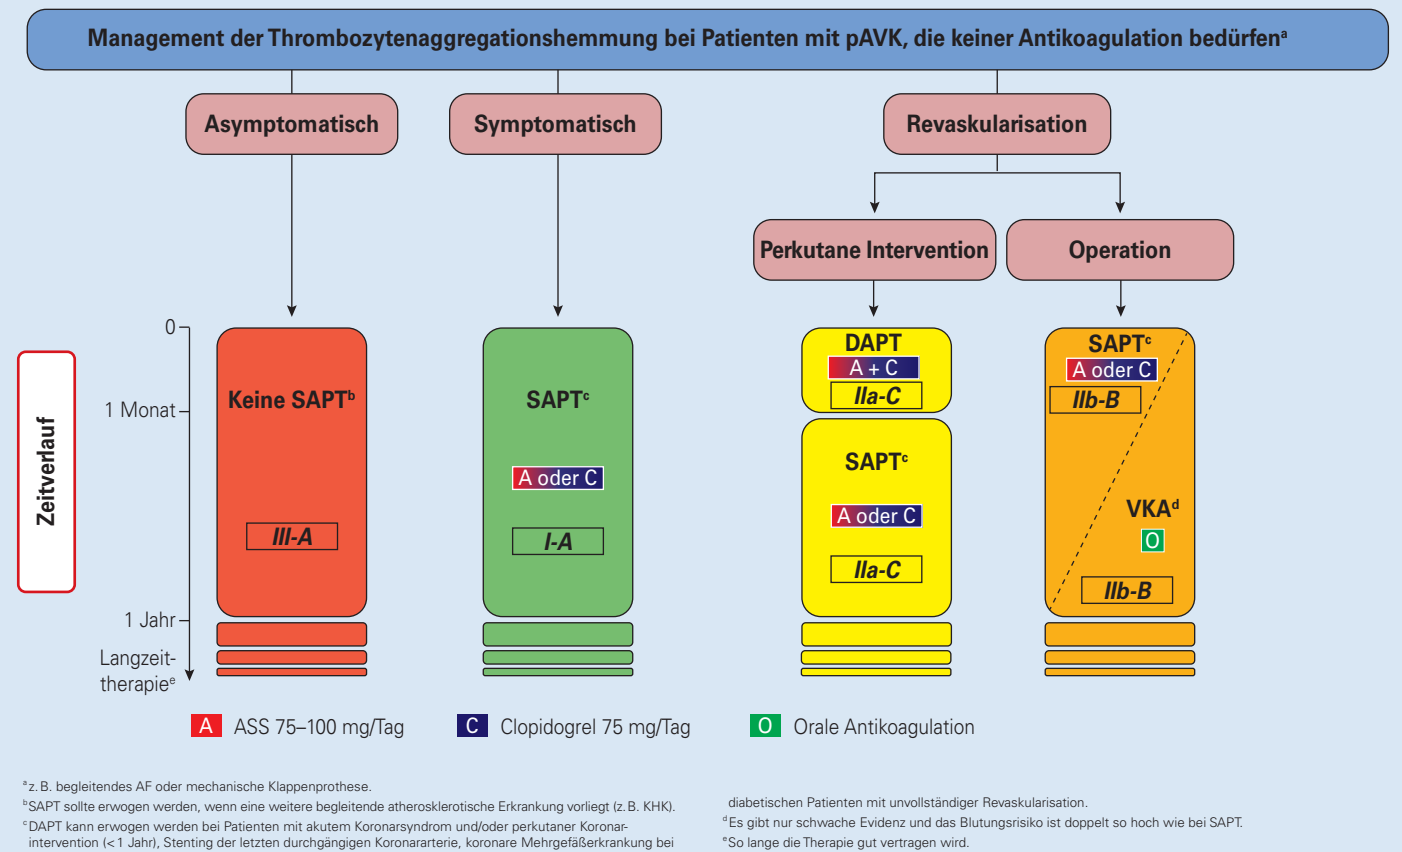 Management der Thrombozytenaggregationshemmung bei Patienten mit pAVK, die keiner Antikoagulation bedürfenᵃ
Asymptomatisch
Symptomatisch
Revaskularisation
Perkutane Intervention
Operation
Zeitverlauf
0
1 Monat
1 Jahr
Langzeit-
therapieᵉ
Keine SAPTᵇ
III-A
SAPTᶜ
A oder C
I-A
DAPT
A + C
IIa-C
SAPTᶜ
A oder C
IIa-C
SAPTᶜ
A oder C
IIb-B
VKAᵈ
O
IIb-B
A ASS 75–100 mg/Tag
C Clopidogrel 75 mg/Tag
O Orale Antikoagulation
ᵃz. B. begleitendes AF oder mechanische Klappenprothese.
ᵇSAPT sollte erwogen werden, wenn eine weitere begleitende atherosklerotische Erkrankung vorliegt (z. B. KHK).
ᶜDAPT kann erwogen werden bei Patienten mit akutem Koronarsyndrom und/oder perkutaner Koronar-
intervention (< 1 Jahr), Stenting der letzten durchgängigen Koronararterie, koronare Mehrgefäßerkrankung bei
diabetischen Patienten mit unvollständiger Revaskularisation.
ᵈEs gibt nur schwache Evidenz und das Blutungsrisiko ist doppelt so hoch wie bei SAPT.
ᵉSo lange die Therapie gut vertragen wird.